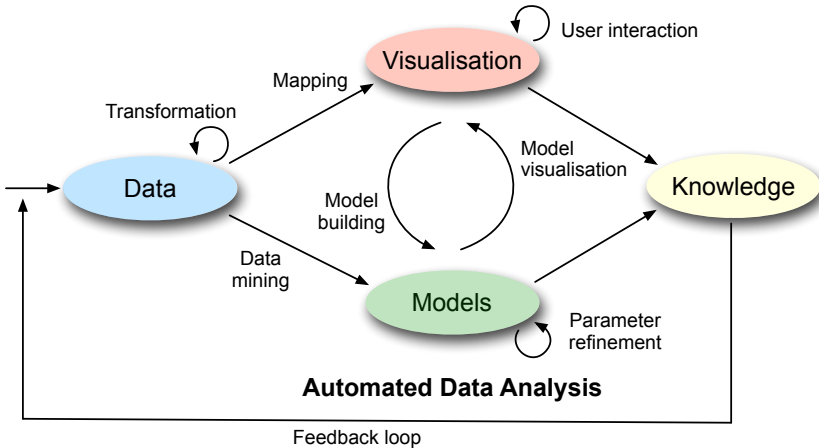 User interaction
Visualisation
Mapping
Transformation
Model
visualisation
Data
Knowledge
Model
building
Data
mining
Models
Parameter
refinement
Automated Data Analysis
Feedback loop